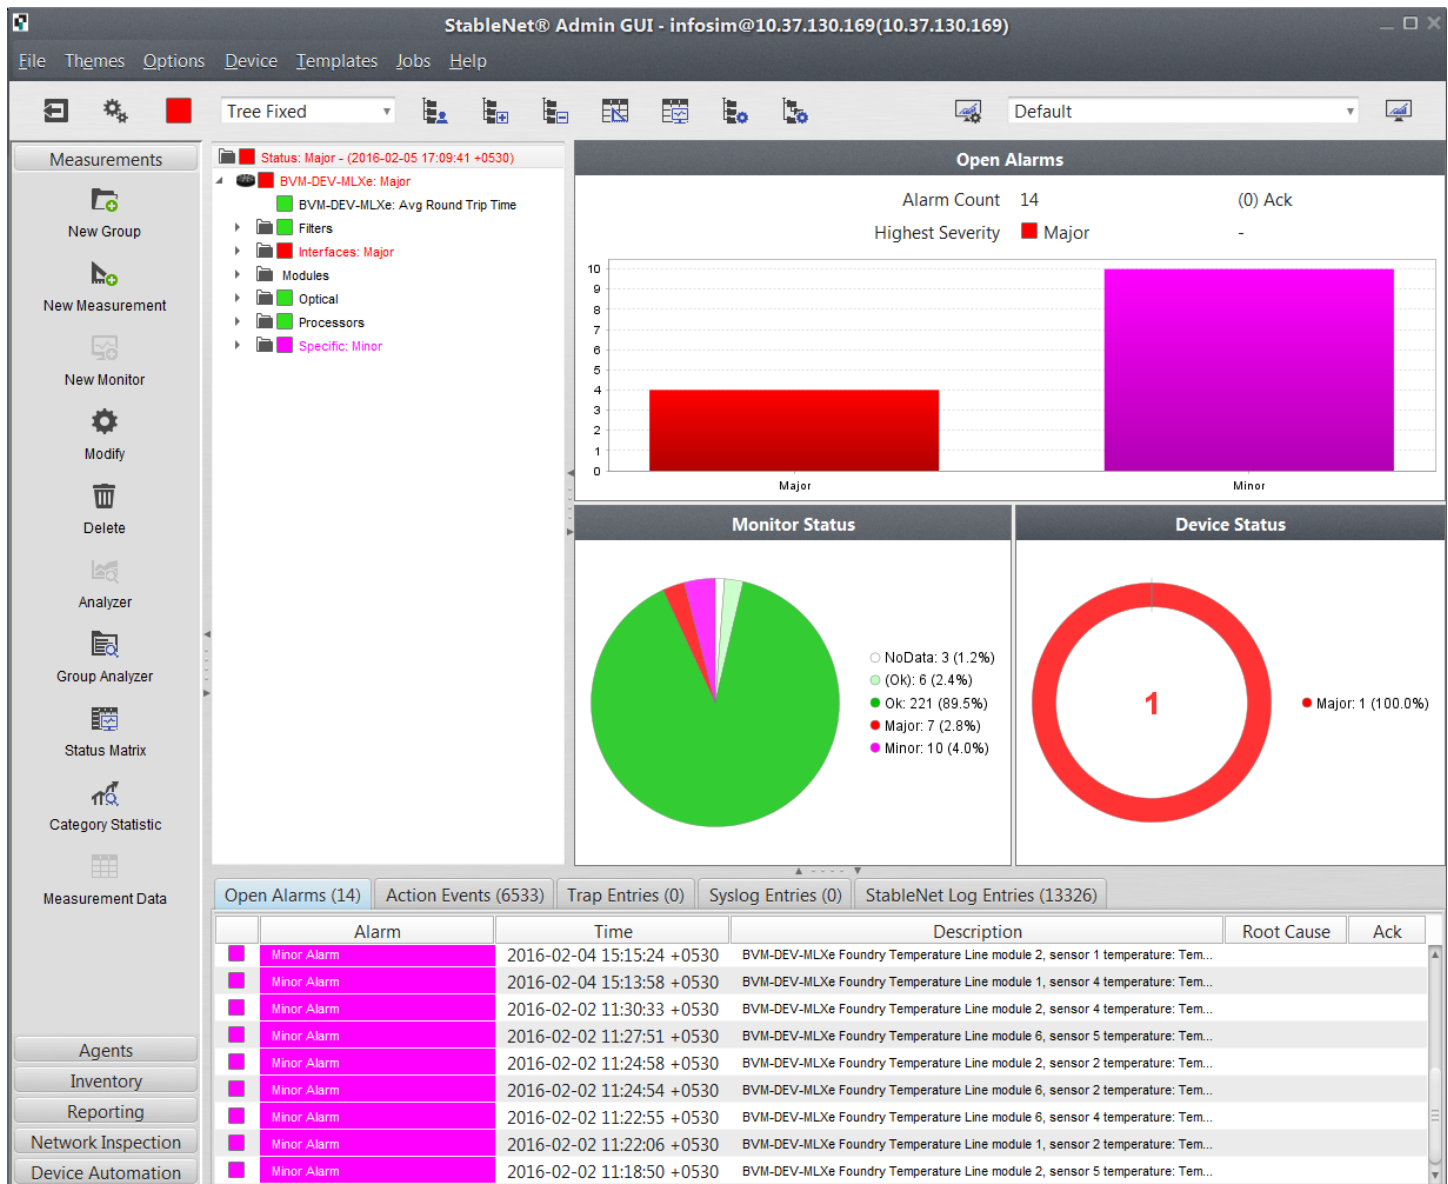 StableNet® Admin GUI - infosim@10.37.130.169(10.37.130.169)
File Themes Options Device Templates Jobs Help
Tree Fixed
Default
Measurements
New Group
New Measurement
New Monitor
Modify
Delete
Analyzer
Group Analyzer
Status Matrix
Category Statistic
Measurement Data
Agents
Inventory
Reporting
Network Inspection
Device Automation
Status: Major - (2016-02-05 17:09:41 +0530)
BVM-DEV-MLXe: Major
BVM-DEV-MLXe: Avg Round Trip Time
Filters
Interfaces: Major
Modules
Optical
Processors
Specific: Minor
Open Alarms
Alarm Count 14 (0) Ack
Highest Severity Major -
10
9
8
7
6
5
4
3
2
1
0
Major Minor
Monitor Status
NoData: 3 (1.2%)
(Ok): 6 (2.4%)
Ok: 221 (89.5%)
Major: 7 (2.8%)
Minor: 10 (4.0%)
Device Status
1
Major: 1 (100.0%)
Open Alarms (14) Action Events (6533) Trap Entries (0) Syslog Entries (0) StableNet Log Entries (13326)
Alarm Time Description Root Cause Ack
Minor Alarm 2016-02-04 15:15:24 +0530 BVM-DEV-MLXe Foundry Temperature Line module 2, sensor 1 temperature: Tem...
Minor Alarm 2016-02-04 15:13:58 +0530 BVM-DEV-MLXe Foundry Temperature Line module 1, sensor 4 temperature: Tem...
Minor Alarm 2016-02-02 11:30:33 +0530 BVM-DEV-MLXe Foundry Temperature Line module 2, sensor 4 temperature: Tem...
Minor Alarm 2016-02-02 11:27:51 +0530 BVM-DEV-MLXe Foundry Temperature Line module 6, sensor 5 temperature: Tem...
Minor Alarm 2016-02-02 11:24:58 +0530 BVM-DEV-MLXe Foundry Temperature Line module 2, sensor 2 temperature: Tem...
Minor Alarm 2016-02-02 11:24:54 +0530 BVM-DEV-MLXe Foundry Temperature Line module 6, sensor 2 temperature: Tem...
Minor Alarm 2016-02-02 11:22:55 +0530 BVM-DEV-MLXe Foundry Temperature Line module 6, sensor 4 temperature: Tem...
Minor Alarm 2016-02-02 11:22:06 +0530 BVM-DEV-MLXe Foundry Temperature Line module 1, sensor 2 temperature: Tem...
Minor Alarm 2016-02-02 11:18:50 +0530 BVM-DEV-MLXe Foundry Temperature Line module 2, sensor 5 temperature: Tem...